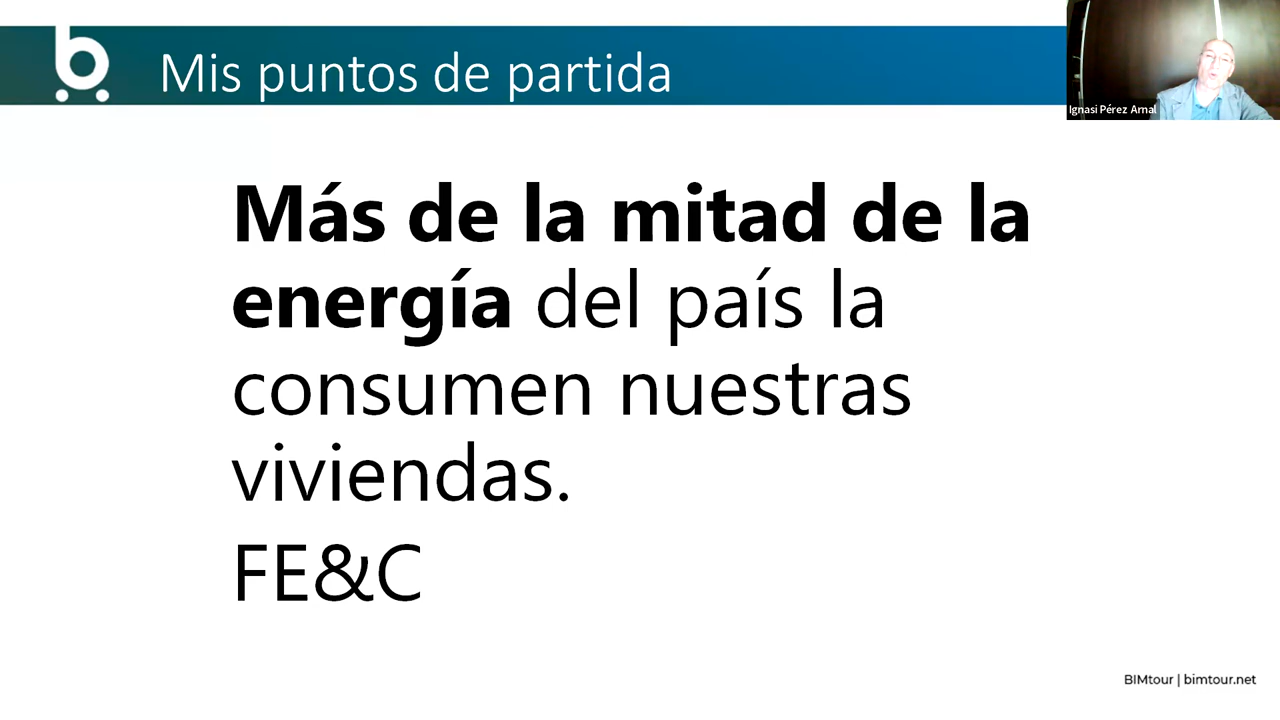 b
Mis puntos de partida
Ignasi Pérez Arnal
Más de la mitad de la
energía del país la
consumen nuestras
viviendas.
FE&C
BIMtour | bimtour.net